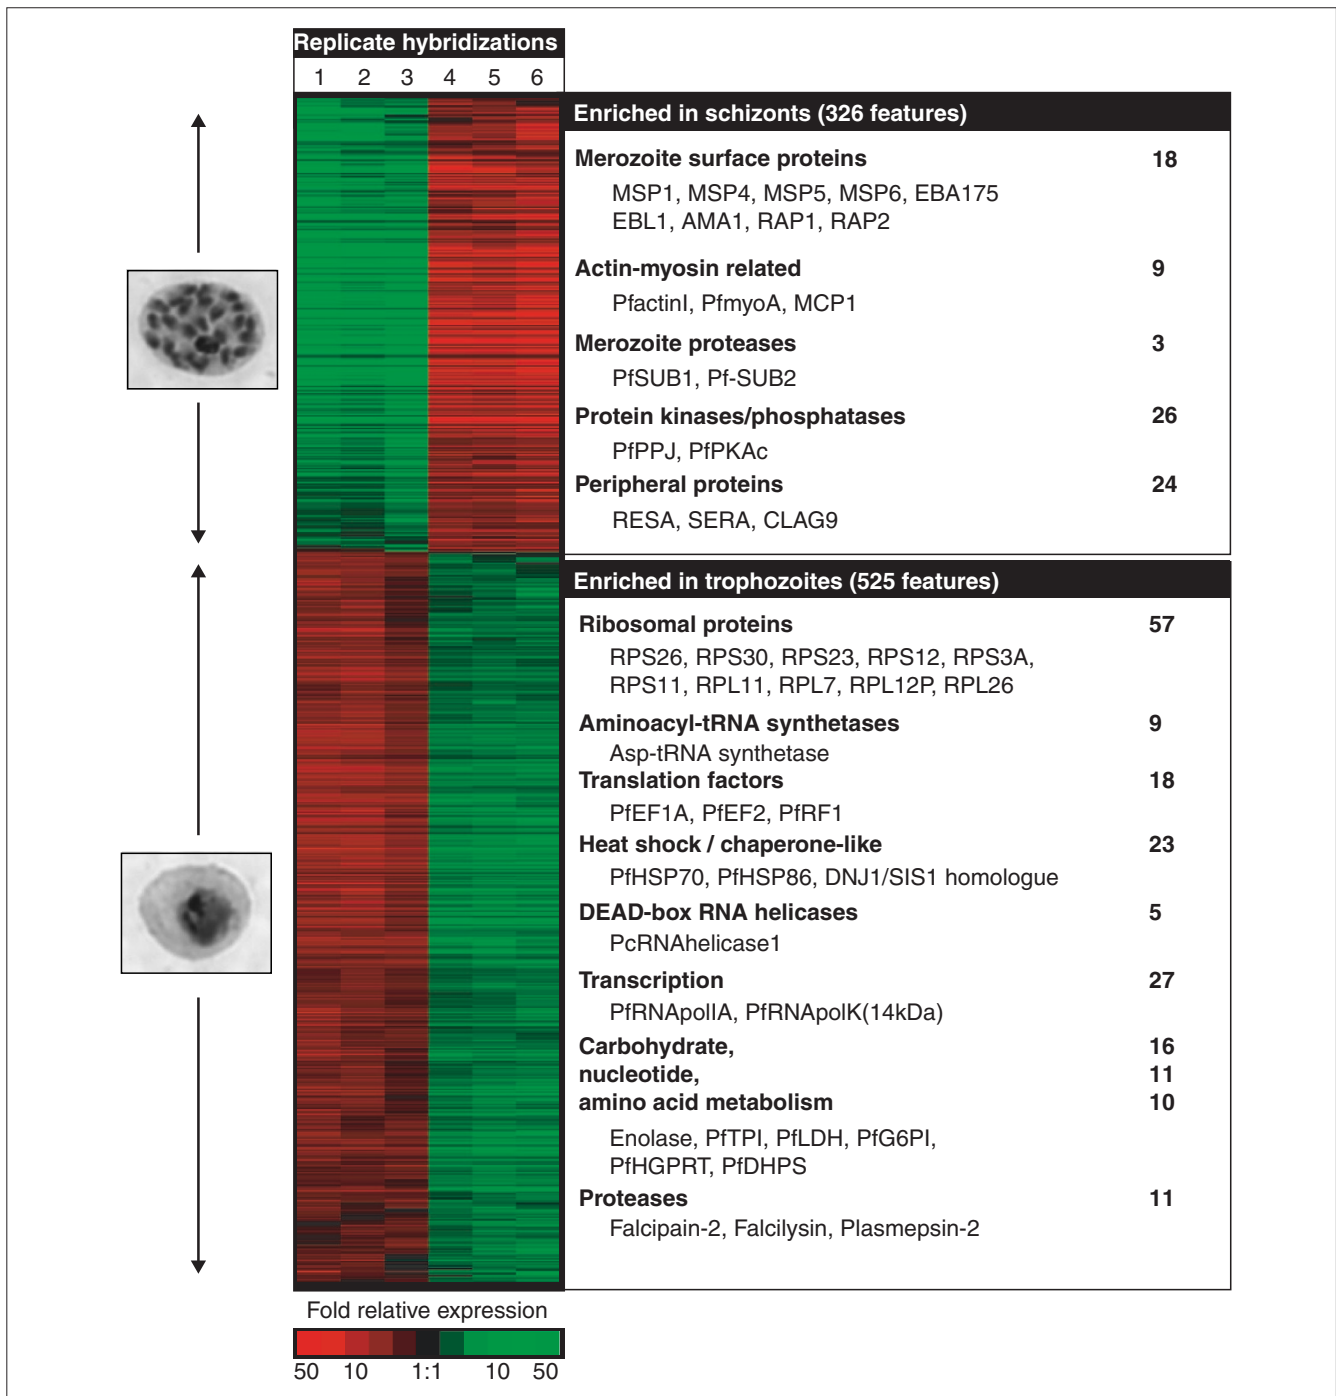 Replicate hybridizations
1 2 3 4 5 6
Enriched in schizonts (326 features)
Merozoite surface proteins 18
MSP1, MSP4, MSP5, MSP6, EBA175
EBL1, AMA1, RAP1, RAP2
Actin-myosin related 9
PfactinI, PfmyoA, MCP1
Merozoite proteases 3
PfSUB1, Pf-SUB2
Protein kinases/phosphatases 26
PfPPJ, PfPKAc
Peripheral proteins 24
RESA, SERA, CLAG9
Enriched in trophozoites (525 features)
Ribosomal proteins 57
RPS26, RPS30, RPS23, RPS12, RPS3A,
RPS11, RPL11, RPL7, RPL12P, RPL26
Aminoacyl-tRNA synthetases 9
Asp-tRNA synthetase
Translation factors 18
PfEF1A, PfEF2, PfRF1
Heat shock / chaperone-like 23
PfHSP70, PfHSP86, DNJ1/SIS1 homologue
DEAD-box RNA helicases 5
PcRNAhelicase1
Transcription 27
PfRNApolIA, PfRNApolK(14kDa)
Carbohydrate, 16
nucleotide, 11
amino acid metabolism 10
Enolase, PfTPI, PfLDH, PfG6PI,
PfHGPRT, PfDHPS
Proteases 11
Falcipain-2, Falcilysin, Plasmepsin-2
Fold relative expression
50 10 1:1 10 50